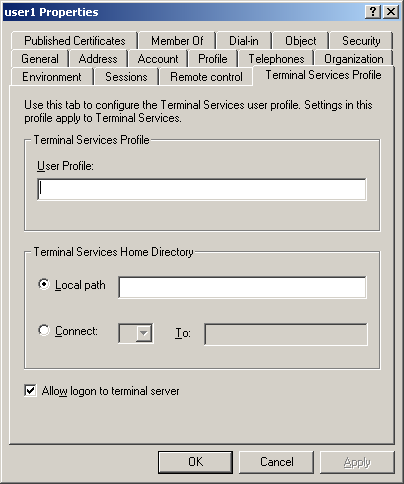 user1 Properties
Published Certificates Member Of Dial-in Object Security
General Address Account Profile Telephones Organization
Environment Sessions Remote control Terminal Services Profile
Use this tab to configure the Terminal Services user profile. Settings in this
profile apply to Terminal Services.
Terminal Services Profile
User Profile:
Terminal Services Home Directory
Local path
Connect: To:
Allow logon to terminal server
OK Cancel Apply